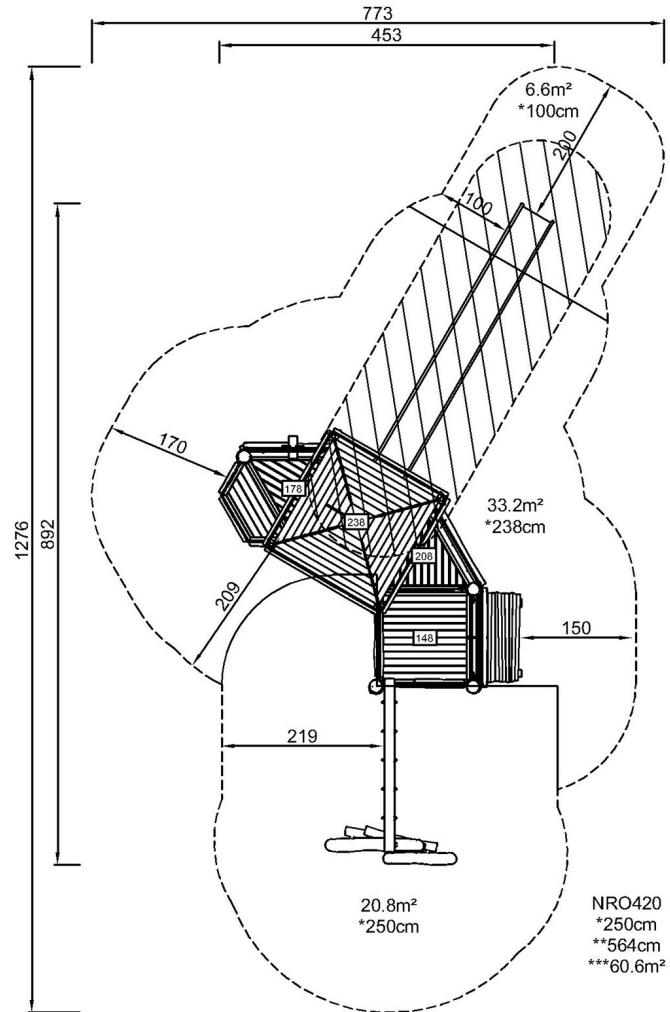 773
453
6.6m²
*100cm
200
100
1276
892
170
178
238
33.2m²
*238cm
208
209
148
150
219
20.8m²
*250cm
NRO420
*250cm
**564cm
***60.6m²